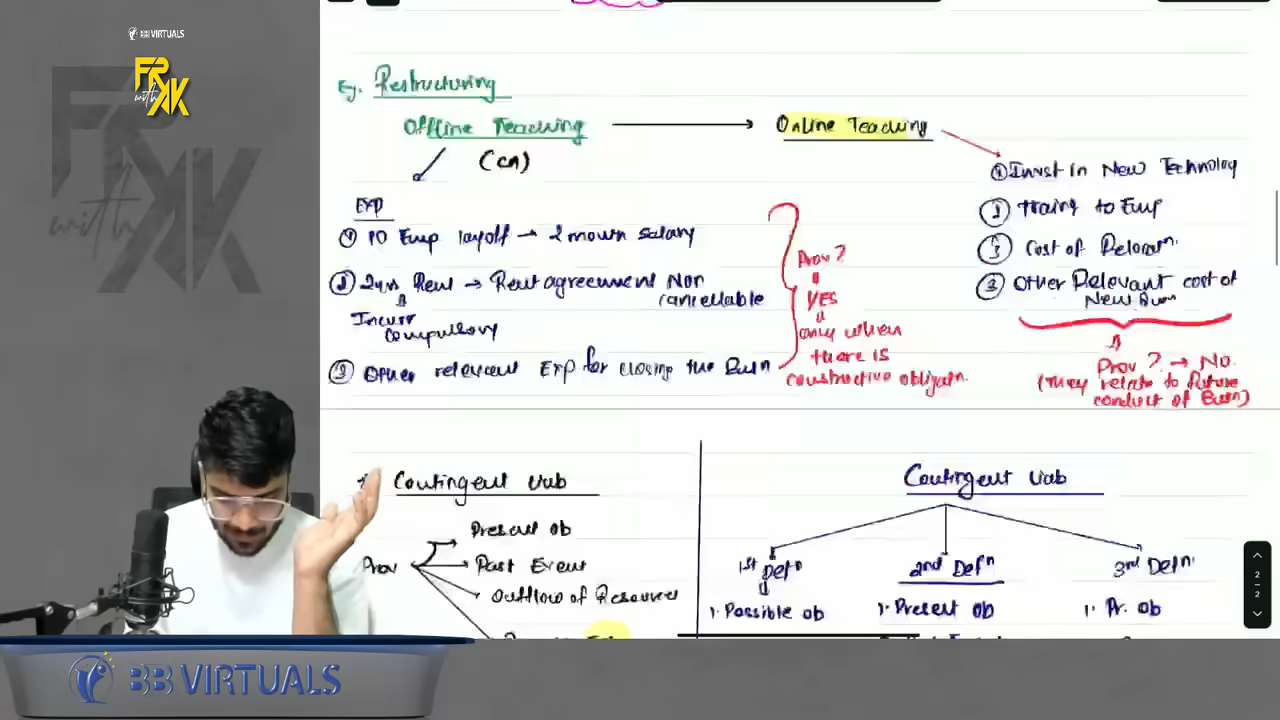 BB VIRTUALS
FR
with KK
Eg. Restructuring
Offline Teaching → Online Teaching
(CA)
EXP
① 10 Emp layoff → 2 month salary
② 2yrs Rent → Rent agreement Non
cancellable
Incurr
compulsory
③ Other relevant Exp for closing the Busn
Prov?
YES
only when
there is
constructive obligatn.
① Invst in New Technology
② Traing to Emp
③ Cost of Relocan.
② Other Relevant cost of
New Busn
Prov? → No.
(They relate to future
conduct of Busn)
Contingent liab
Prov
Present ob
Past Event
Outflow of Resources
Contingent liab
1st Defn
1. Possible ob
2nd Defn
1. Present ob
3rd Defn
1. Pr. ob
2
2
BB VIRTUALS